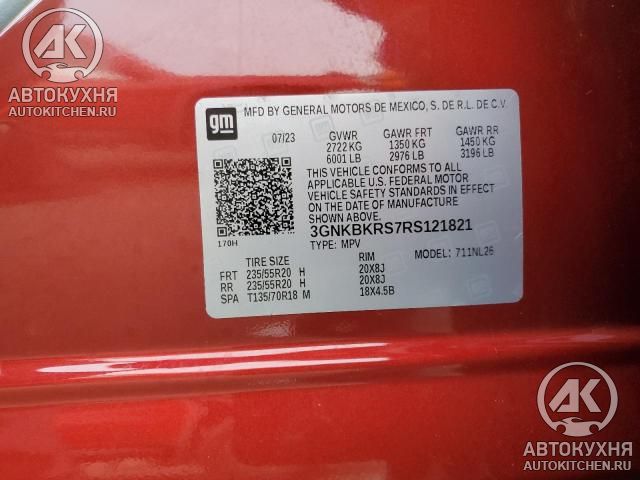 AK
АВТОКУХНЯ
AUTOKITCHEN.RU
gm
MFD BY GENERAL MOTORS DE MEXICO, S. DE R.L. DE C.V.
07/23 GVWR GAWR FRT GAWR RR
2722 KG 1350 KG 1450 KG
6001 LB 2976 LB 3196 LB
THIS VEHICLE CONFORMS TO ALL
APPLICABLE U.S. FEDERAL MOTOR
VEHICLE SAFETY STANDARDS IN EFFECT
ON THE DATE OF MANUFACTURE
SHOWN ABOVE.
170H
3GNKBKRS7RS121821
TYPE: MPV MODEL: 711NL26
TIRE SIZE RIM
FRT 235/55R20 H 20X8J
RR 235/55R20 H 20X8J
SPA T135/70R18 M 18X4.5B
AK
АВТОКУХНЯ
AUTOKITCHEN.RU